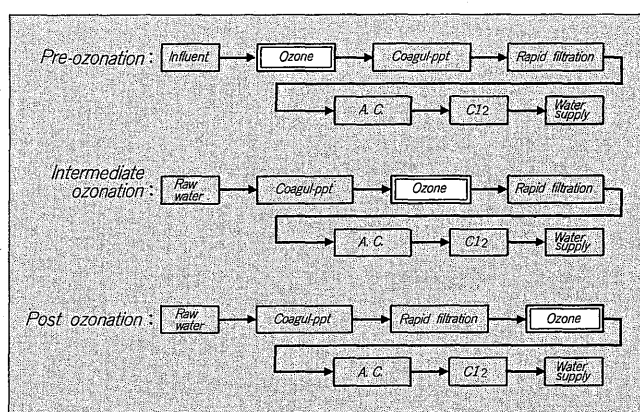 Pre-ozonation : Influent Ozone Coagul-ppt Rapid filtration
A. C. Cl2 Water supply
Intermediate ozonation : Raw water Coagul-ppt Ozone Rapid filtration
A. C. Cl2 Water supply
Post ozonation : Raw water Coagul-ppt Rapid filtration Ozone
A. C. Cl2 Water supply